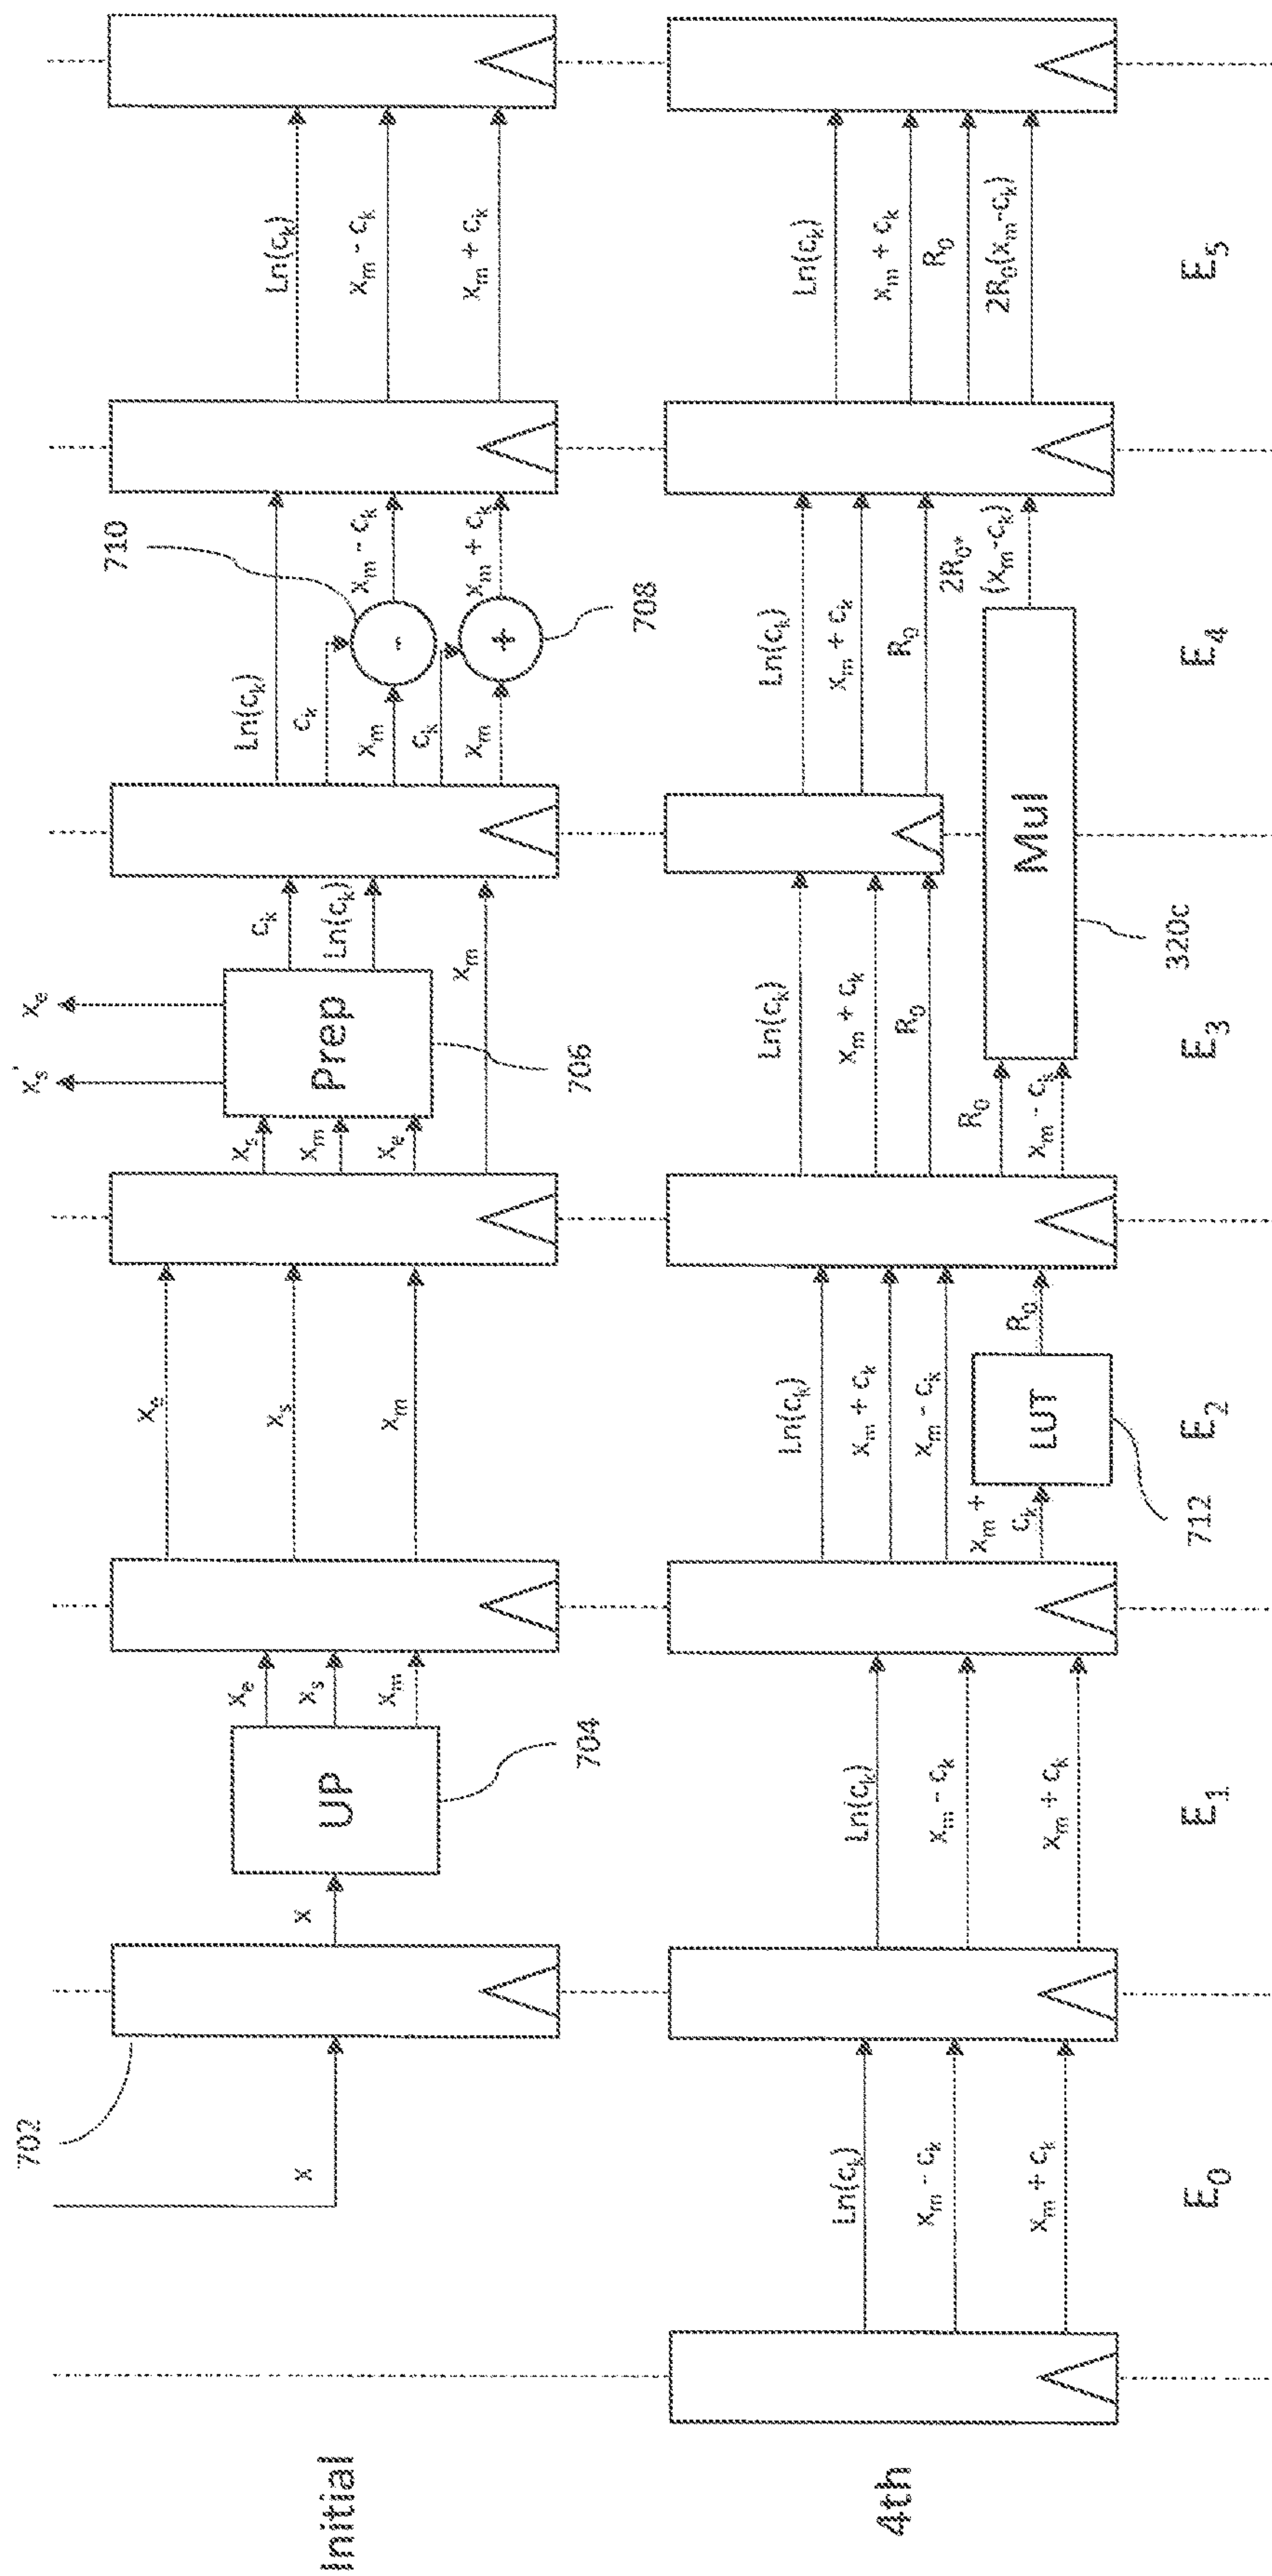 Initial
702
x
x
UP
704
x_e
x_s
x_m
x_e
x_s
x_m
x_s
x_m
x_e
Prep
706
x_s'
x_e
c_k
Ln(c_k)
x_m
Ln(c_k)
c_k
x_m
c_k
x_m
-
710
+
708
x_m - c_k
x_m + c_k
Ln(c_k)
x_m - c_k
x_m + c_k
4th
Ln(c_k)
x_m - c_k
x_m + c_k
Ln(c_k)
x_m - c_k
x_m + c_k
Ln(c_k)
x_m + c_k
x_m - c_k
x_m +
c_k
LUT
712
R_0
Ln(c_k)
x_m + c_k
R_0
R_0
x_m - c_k
Mul
320c
Ln(c_k)
x_m + c_k
R_0
2R_0*
(x_m-c_k)
Ln(c_k)
x_m + c_k
R_0
2R_0(x_m-c_k)
E_0
E_1
E_2
E_3
E_4
E_5